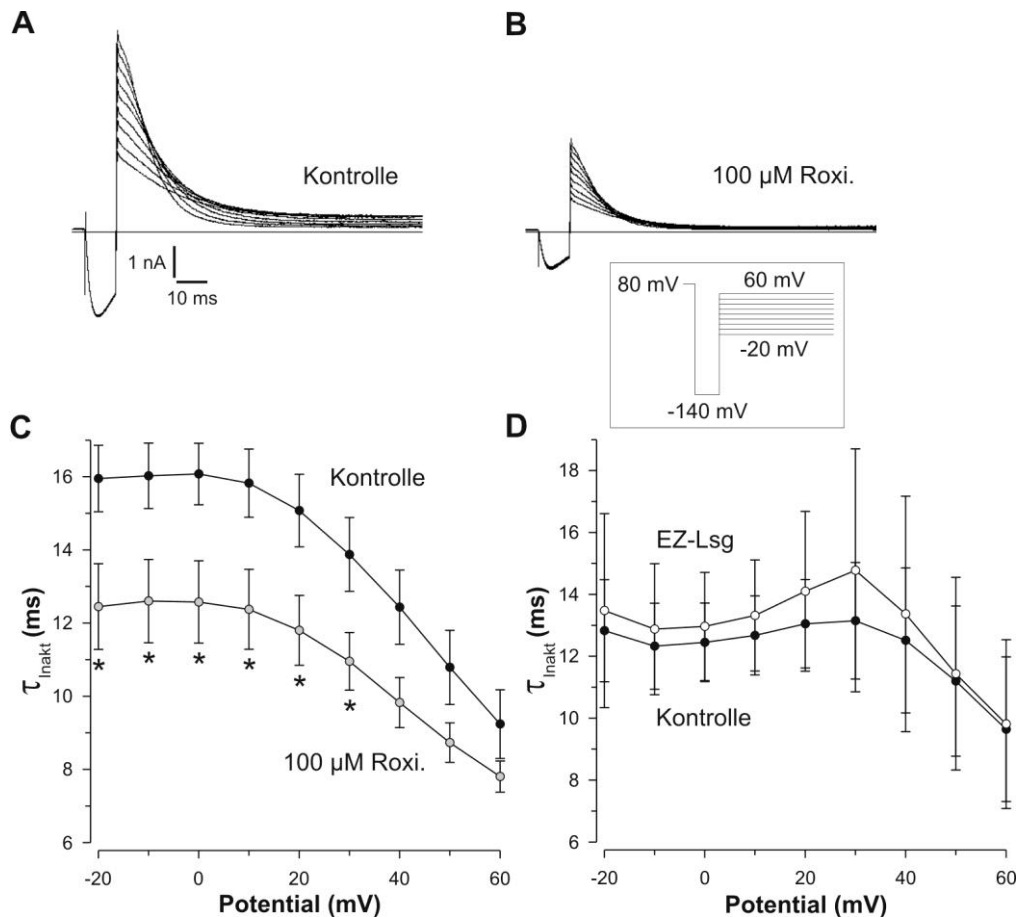 A
B
Kontrolle
100 µM Roxi.
1 nA
10 ms
80 mV
60 mV
-20 mV
-140 mV
C
D
16
14
12
10
8
6
τInakt (ms)
Kontrolle
* * * * * *
100 µM Roxi.
-20 0 20 40 60
Potential (mV)
18
16
14
12
10
8
6
τInakt (ms)
EZ-Lsg
Kontrolle
-20 0 20 40 60
Potential (mV)